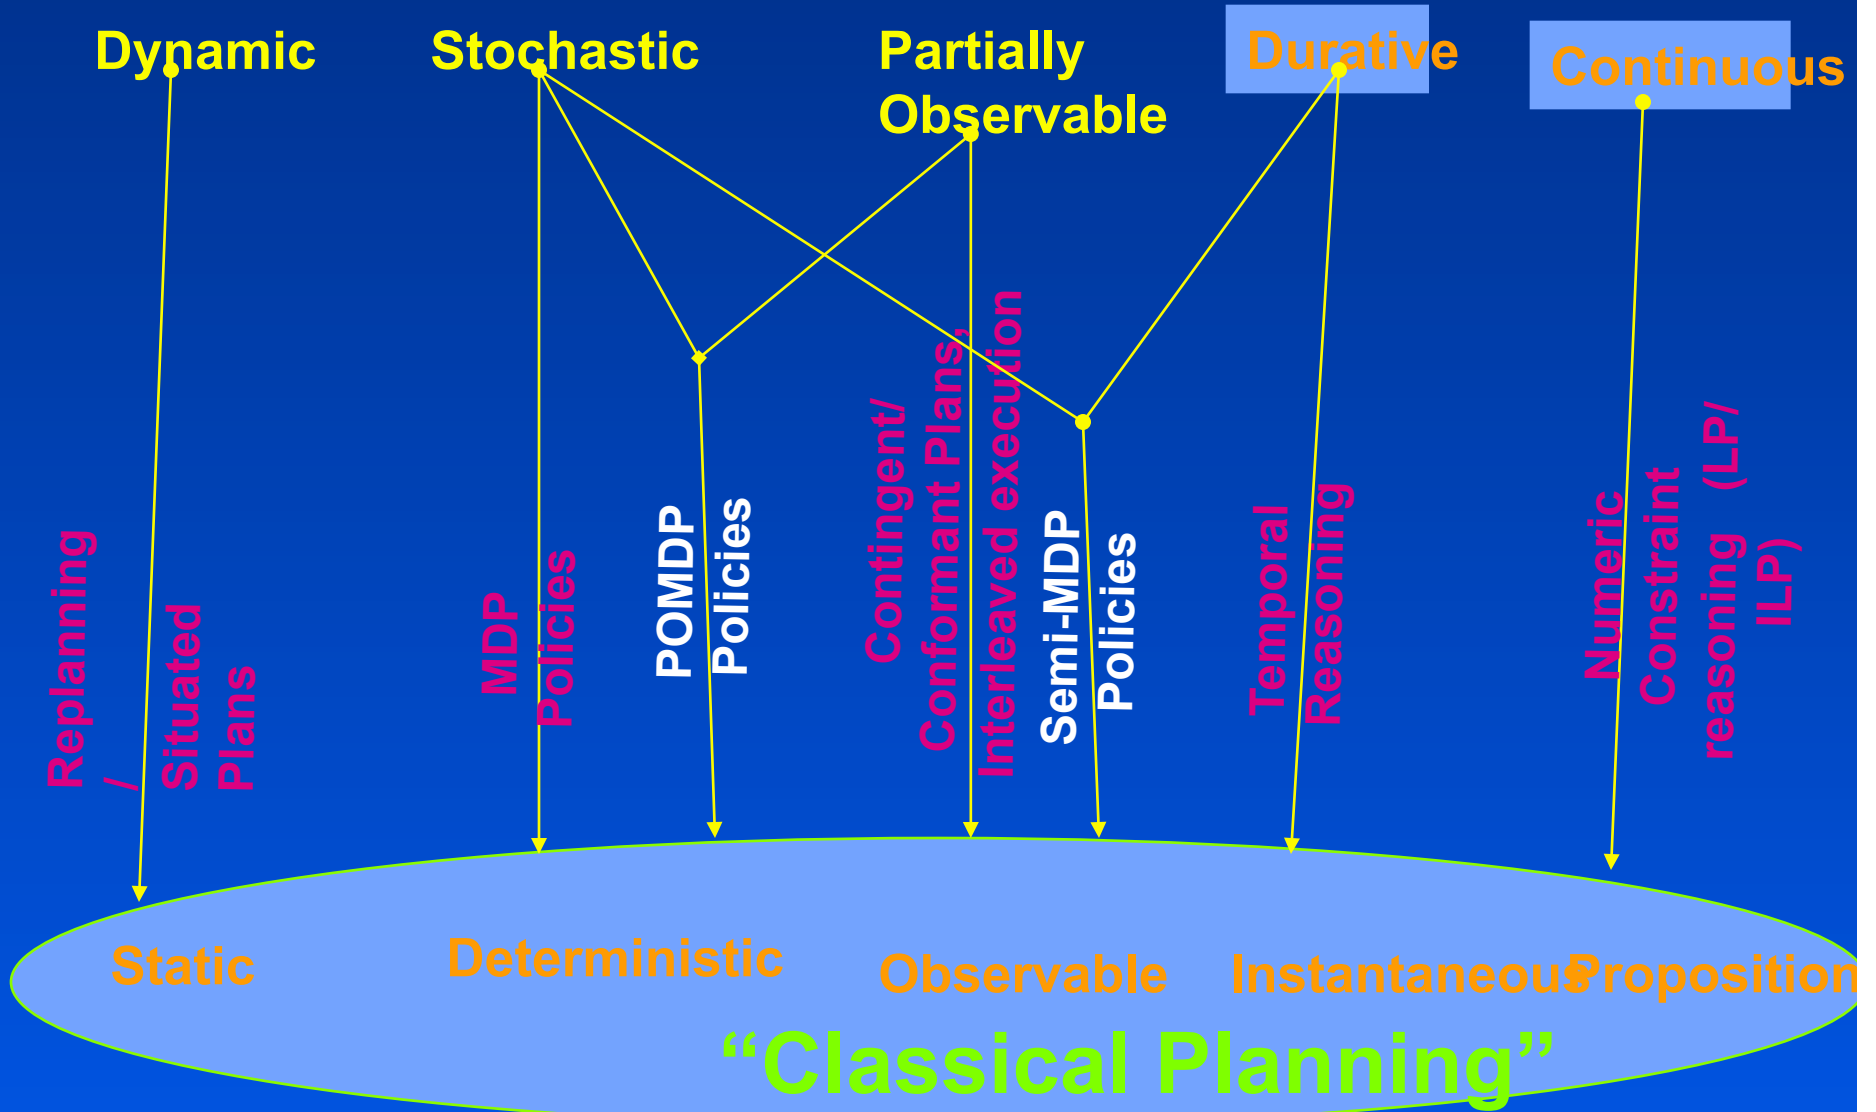 Dynamic
Stochastic
Partially
Observable
Durative
Continuous
Replanning
/
Situated
Plans
MDP
Policies
POMDP
Policies
Contingent/
Conformant Plans,
Interleaved execution
Semi-MDP
Policies
Temporal
Reasoning
Numeric
Constraint
reasoning (LP/
ILP)
Static
Deterministic
Observable
Instantaneous
Proposition
“Classical Planning”